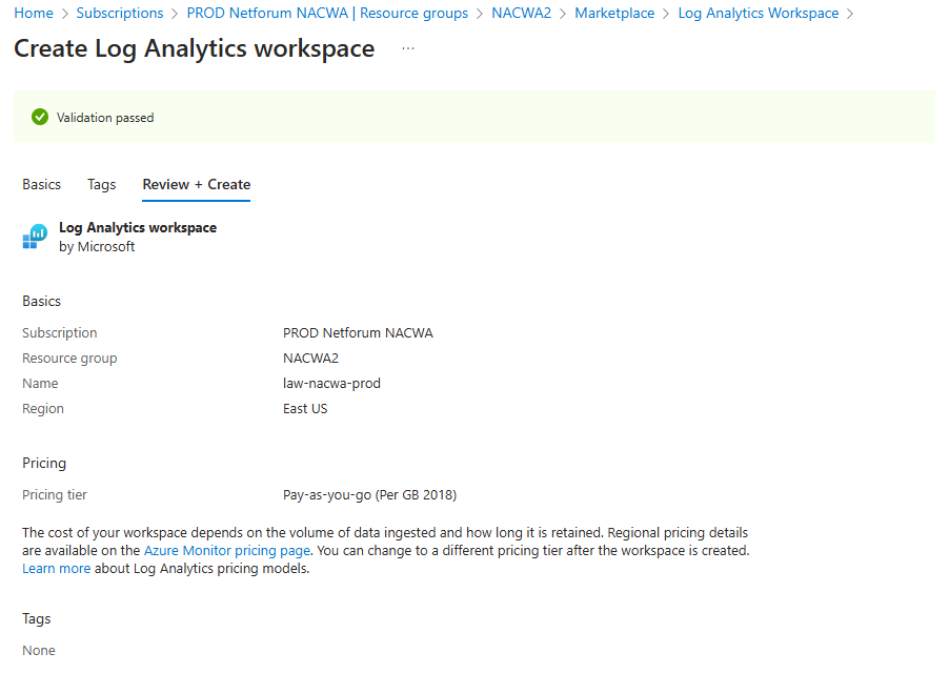 Home > Subscriptions > PROD Netforum NACWA | Resource groups > NACWA2 > Marketplace > Log Analytics Workspace >
Create Log Analytics workspace ...
Validation passed
Basics Tags Review + Create
Log Analytics workspace
by Microsoft
Basics
Subscription PROD Netforum NACWA
Resource group NACWA2
Name law-nacwa-prod
Region East US
Pricing
Pricing tier Pay-as-you-go (Per GB 2018)
The cost of your workspace depends on the volume of data ingested and how long it is retained. Regional pricing details
are available on the Azure Monitor pricing page. You can change to a different pricing tier after the workspace is created.
Learn more about Log Analytics pricing models.
Tags
None